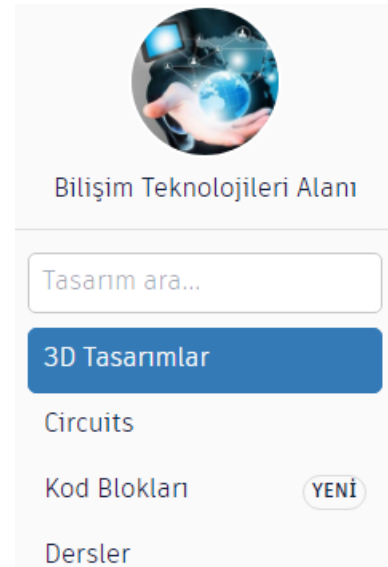 Bilişim Teknolojileri Alanı
Tasarım ara...
3D Tasarımlar
Circuits
Kod Blokları YENİ
Dersler